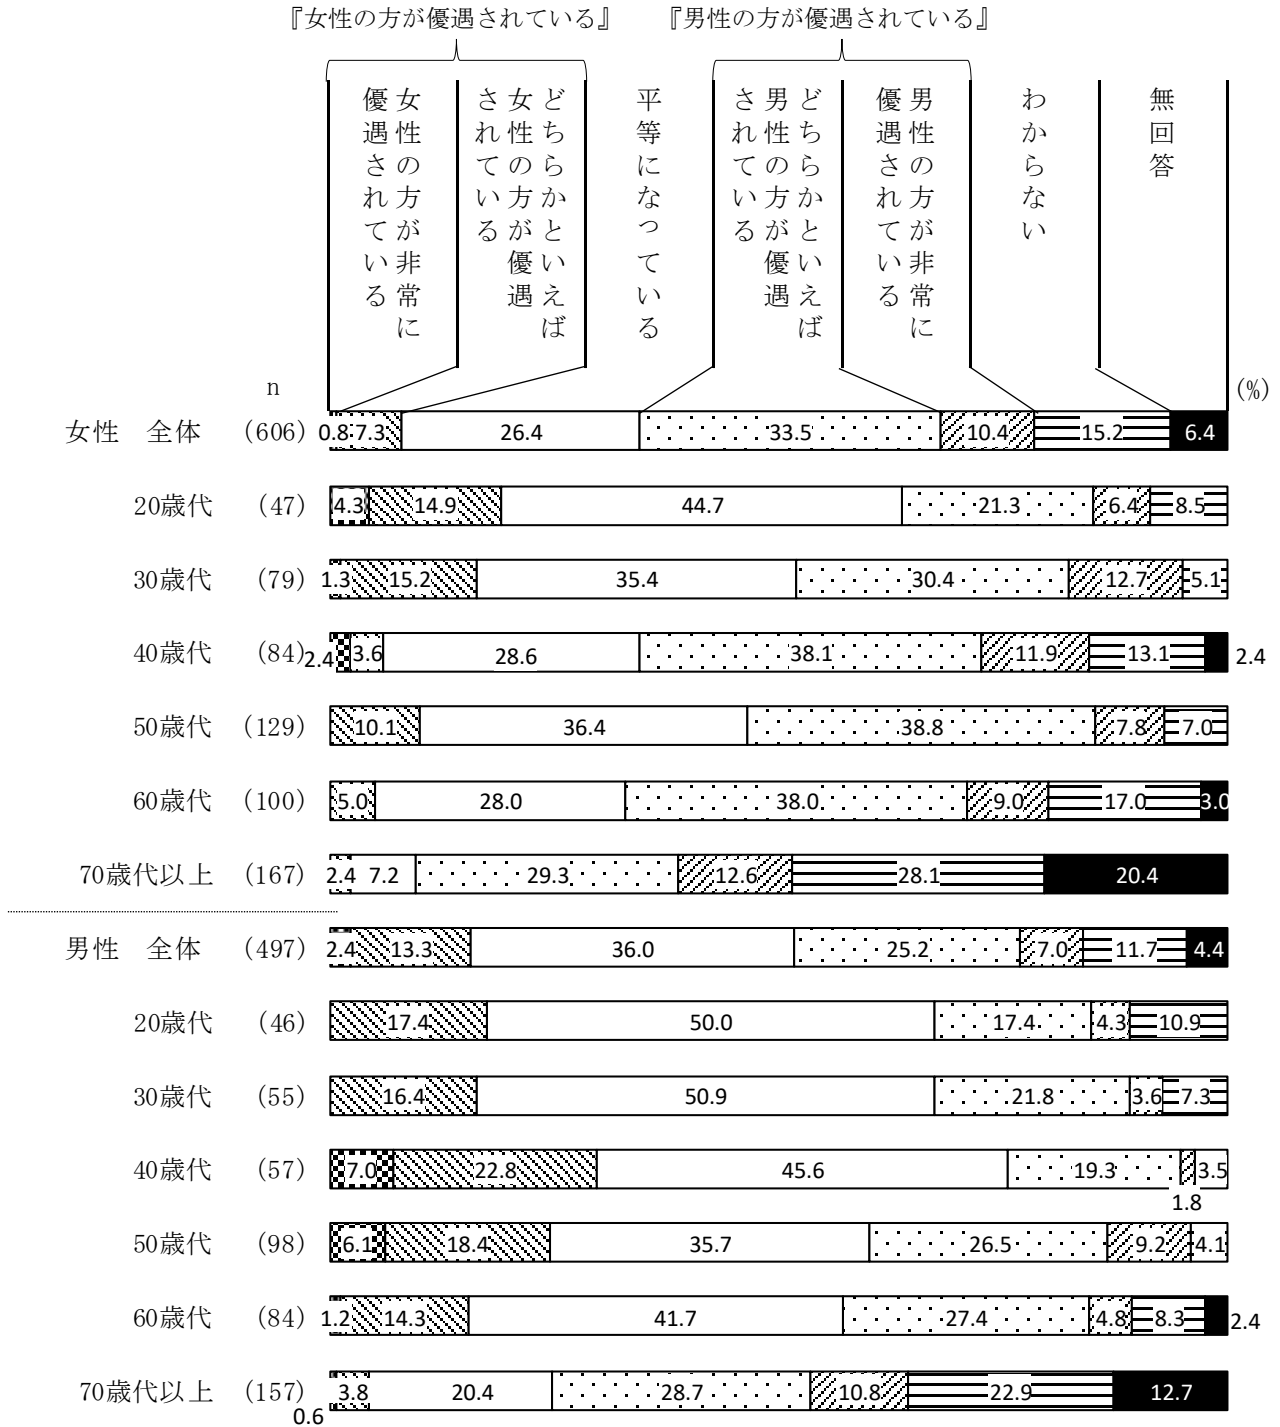 『女性の方が優遇されている』 『男性の方が優遇されている』
女性の方が非常に
優遇されている
どちらかといえば
女性の方が優遇
されている
平等になっている
どちらかといえば
男性の方が優遇
されている
男性の方が非常に
優遇されている
わからない
無回答
n (%)
女性 全体 (606) 0.8 7.3 26.4 33.5 10.4 15.2 6.4
20歳代 (47) 4.3 14.9 44.7 21.3 6.4 8.5
30歳代 (79) 1.3 15.2 35.4 30.4 12.7 5.1
40歳代 (84) 2.4 3.6 28.6 38.1 11.9 13.1 2.4
50歳代 (129) 10.1 36.4 38.8 7.8 7.0
60歳代 (100) 5.0 28.0 38.0 9.0 17.0 3.0
70歳代以上 (167) 2.4 7.2 29.3 12.6 28.1 20.4
男性 全体 (497) 2.4 13.3 36.0 25.2 7.0 11.7 4.4
20歳代 (46) 17.4 50.0 17.4 4.3 10.9
30歳代 (55) 16.4 50.9 21.8 3.6 7.3
40歳代 (57) 7.0 22.8 45.6 19.3 1.8 3.5
50歳代 (98) 6.1 18.4 35.7 26.5 9.2 4.1
60歳代 (84) 1.2 14.3 41.7 27.4 4.8 8.3 2.4
70歳代以上 (157) 0.6 3.8 20.4 28.7 10.8 22.9 12.7